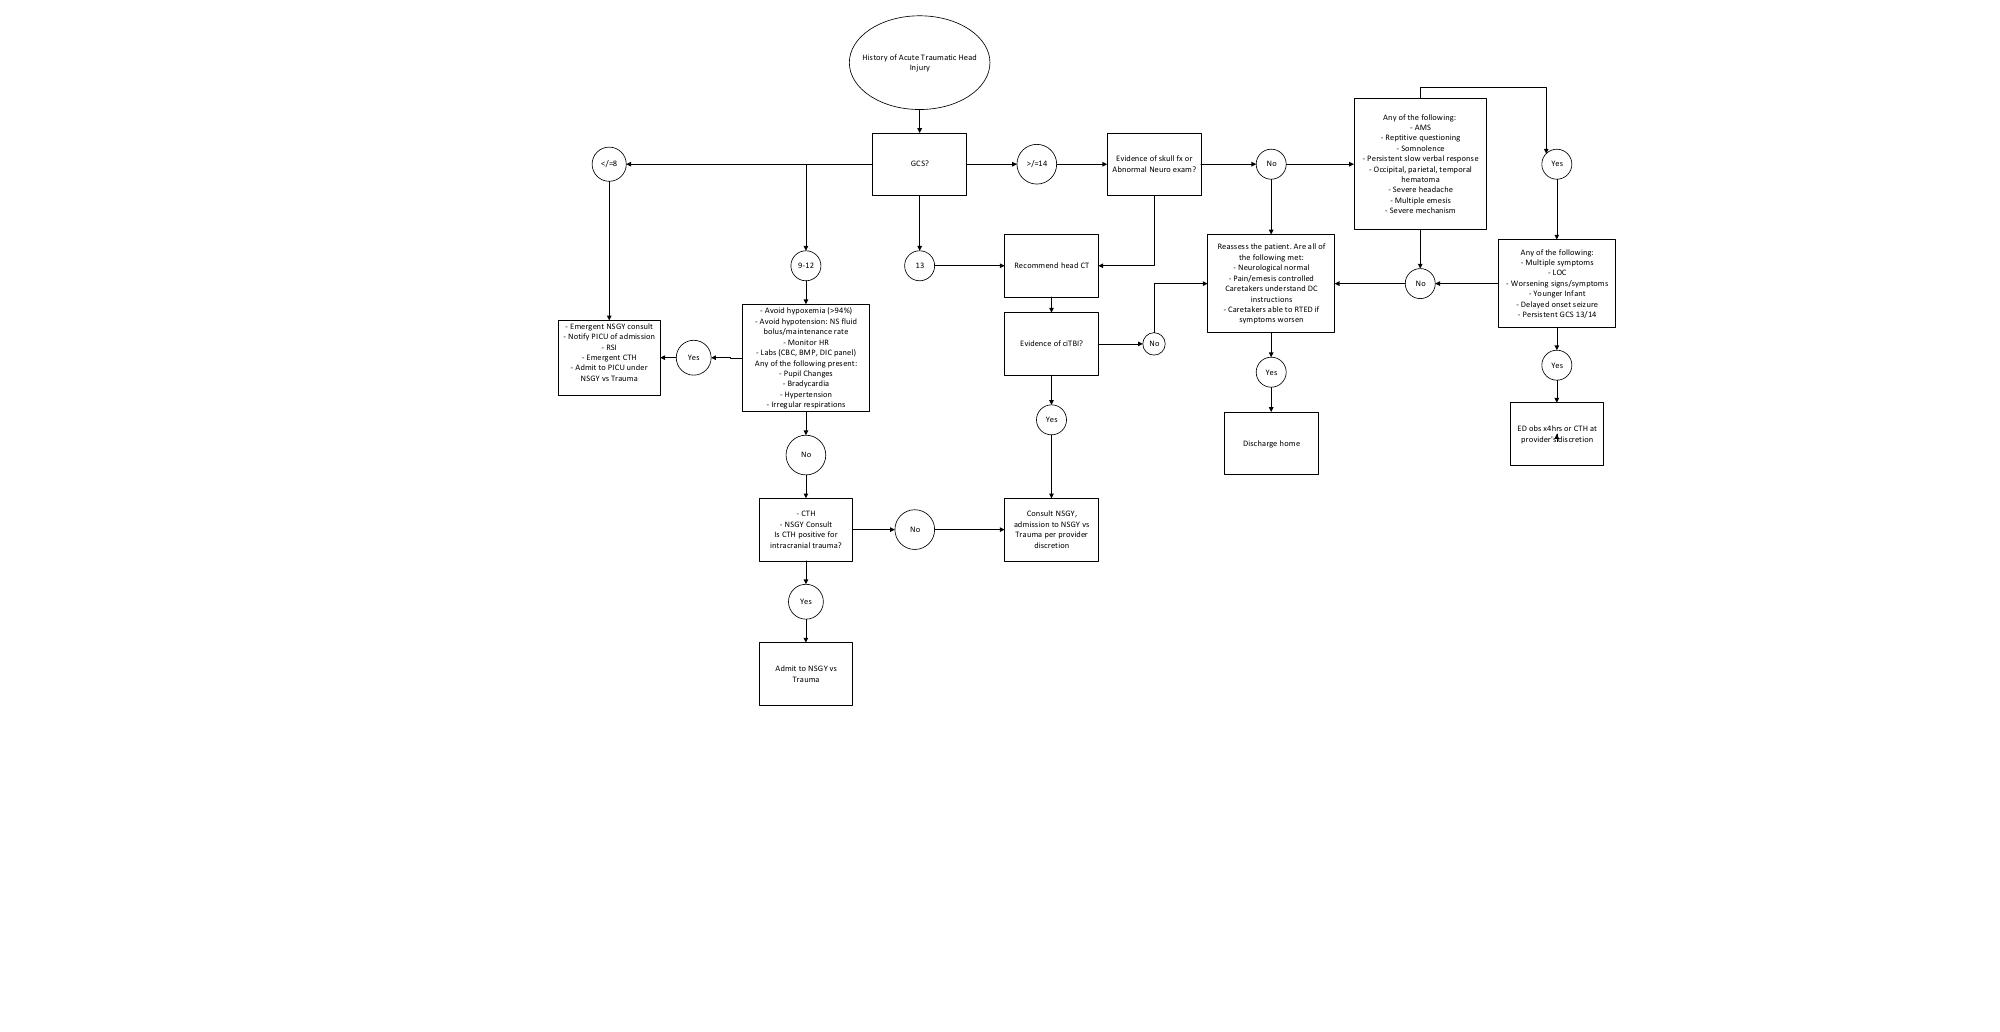 History of Acute Traumatic Head
Injury
GCS?
</=8
>/=14
Evidence of skull fx or
Abnormal Neuro exam?
No
Any of the following:
- AMS
- Reptitive questioning
- Somnolence
- Persistent slow verbal response
- Occipital, parietal, temporal
hematoma
- Severe headache
- Multiple emesis
- Severe mechanism
Yes
9-12
13
Recommend head CT
Reassess the patient. Are all of
the following met:
- Neurological normal
- Pain/emesis controlled
Caretakers understand DC
instructions
- Caretakers able to RTED if
symptoms worsen
No
Any of the following:
- Multiple symptoms
- LOC
- Worsening signs/symptoms
- Younger Infant
- Delayed onset seizure
- Persistent GCS 13/14
- Emergent NSGY consult
- Notify PICU of admission
- RSI
- Emergent CTH
- Admit to PICU under
NSGY vs Trauma
Yes
- Avoid hypoxemia (>94%)
- Avoid hypotension: NS fluid
bolus/maintenance rate
- Monitor HR
- Labs (CBC, BMP, DIC panel)
Any of the following present:
- Pupil Changes
- Bradycardia
- Hypertension
- Irregular respirations
Evidence of ciTBI?
No
Yes
Yes
Yes
Discharge home
ED obs x4hrs or CTH at
provider's discretion
No
- CTH
- NSGY Consult
Is CTH positive for
intracranial trauma?
No
Consult NSGY,
admission to NSGY vs
Trauma per provider
discretion
Yes
Admit to NSGY vs
Trauma